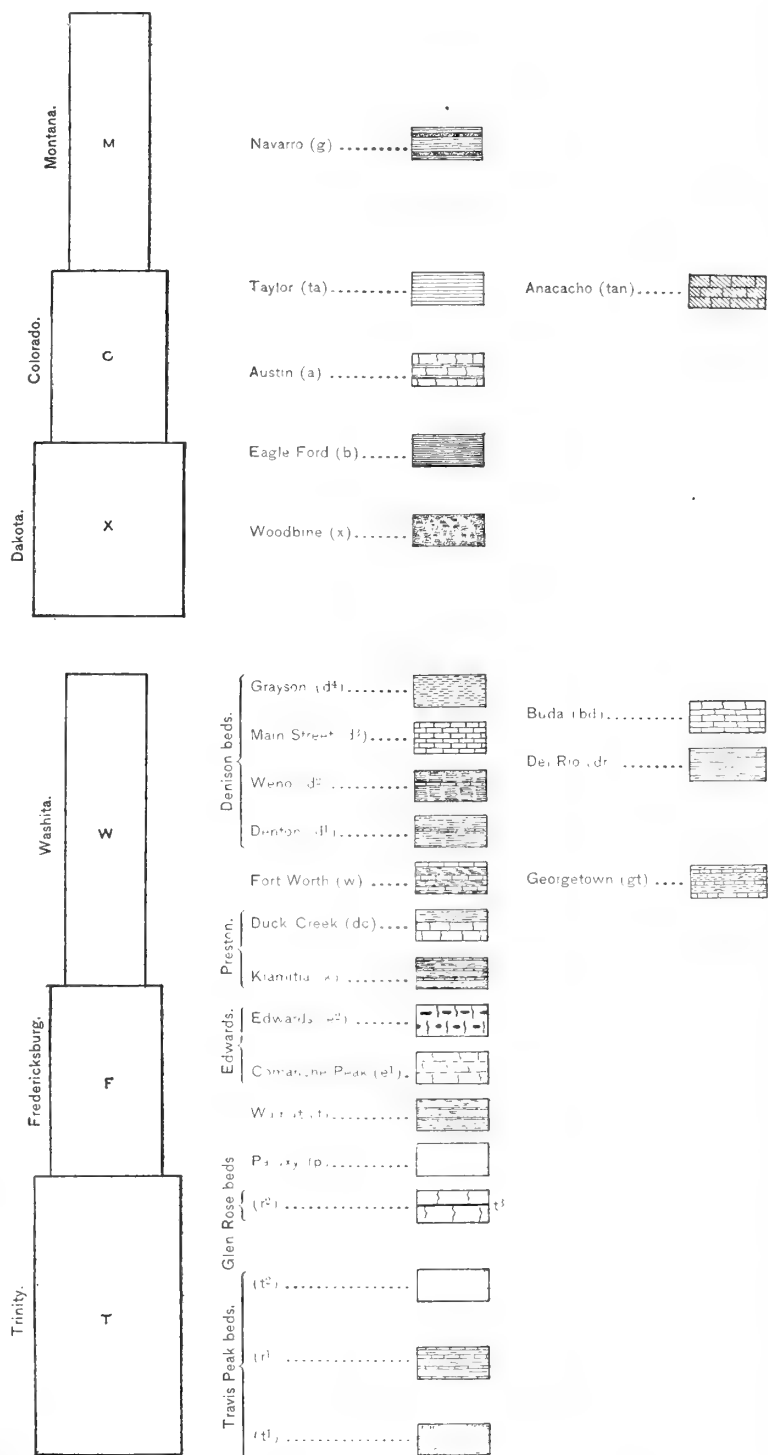 Montana.
M
Navarro (g)
Colorado.
C
Taylor (ta)
Anacacho (tan)
Austin (a)
Eagle Ford (b)
Dakota.
X
Woodbine (x)
Washita.
W
Denison beds.
Grayson (d⁴)
Main Street (d³)
Weno (d²
Denton (d¹)
Buda (bd)
Del Rio (dr
Fort Worth (w)
Georgetown (gt)
Preston.
Duck Creek (dc)
Kiamitia
Fredericksburg.
F
Edwards.
Edwards
Comanche Peak (e¹)
Glen Rose beds
(r²)
t³
Trinity.
T
Travis Peak beds.
(t²)
(r¹
(t¹)